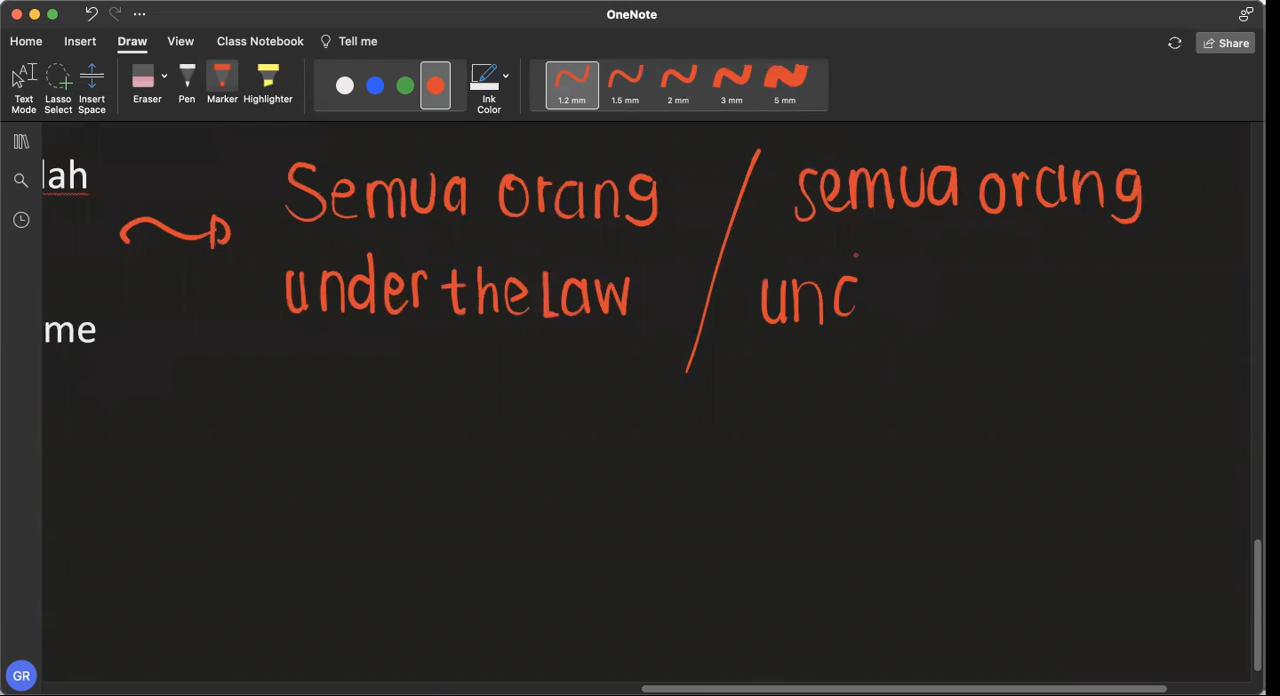 OneNote
Home Insert Draw View Class Notebook Tell me
Share
Text Mode
Lasso Select
Insert Space
Eraser
Pen
Marker
Highlighter
Ink Color
1.2 mm
1.5 mm
2 mm
3 mm
5 mm
lah
me
Semua orang
under the Law
/
semua orang
unc
GR